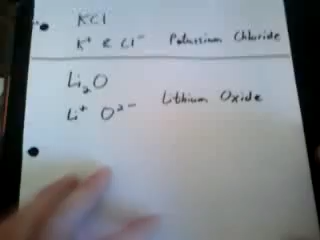 KCl
K⁺ & Cl⁻ Potassium Chloride
Li₂O
Li⁺ O²⁻ Lithium Oxide